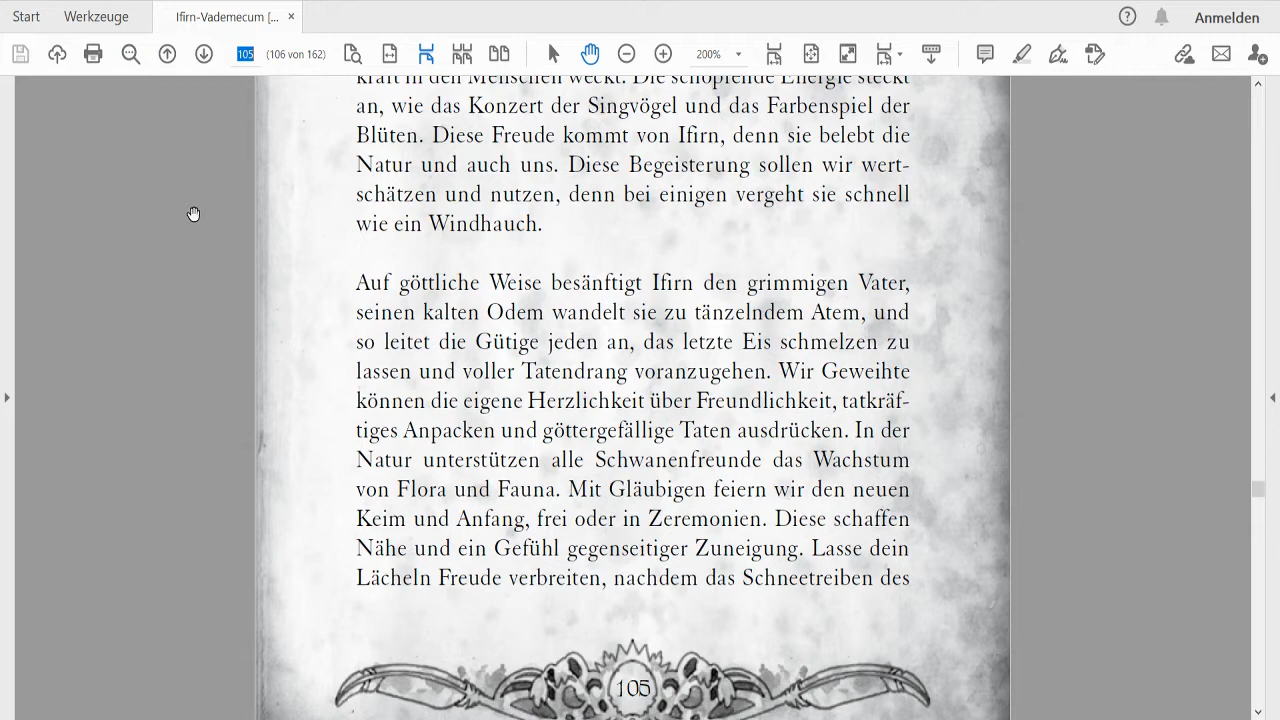 Start
Werkzeuge
Ifirn-Vademecum [...
×
Anmelden
105
(106 von 162)
200%
kraft in den Menschen weckt. Die schöpfende Energie steckt
an, wie das Konzert der Singvögel und das Farbenspiel der
Blüten. Diese Freude kommt von Ifirn, denn sie belebt die
Natur und auch uns. Diese Begeisterung sollen wir wert-
schätzen und nutzen, denn bei einigen vergeht sie schnell
wie ein Windhauch.
Auf göttliche Weise besänftigt Ifirn den grimmigen Vater,
seinen kalten Odem wandelt sie zu tänzelndem Atem, und
so leitet die Gütige jeden an, das letzte Eis schmelzen zu
lassen und voller Tatendrang voranzugehen. Wir Geweihte
können die eigene Herzlichkeit über Freundlichkeit, tatkräf-
tiges Anpacken und göttergefällige Taten ausdrücken. In der
Natur unterstützen alle Schwanenfreunde das Wachstum
von Flora und Fauna. Mit Gläubigen feiern wir den neuen
Keim und Anfang, frei oder in Zeremonien. Diese schaffen
Nähe und ein Gefühl gegenseitiger Zuneigung. Lasse dein
Lächeln Freude verbreiten, nachdem das Schneetreiben des
105